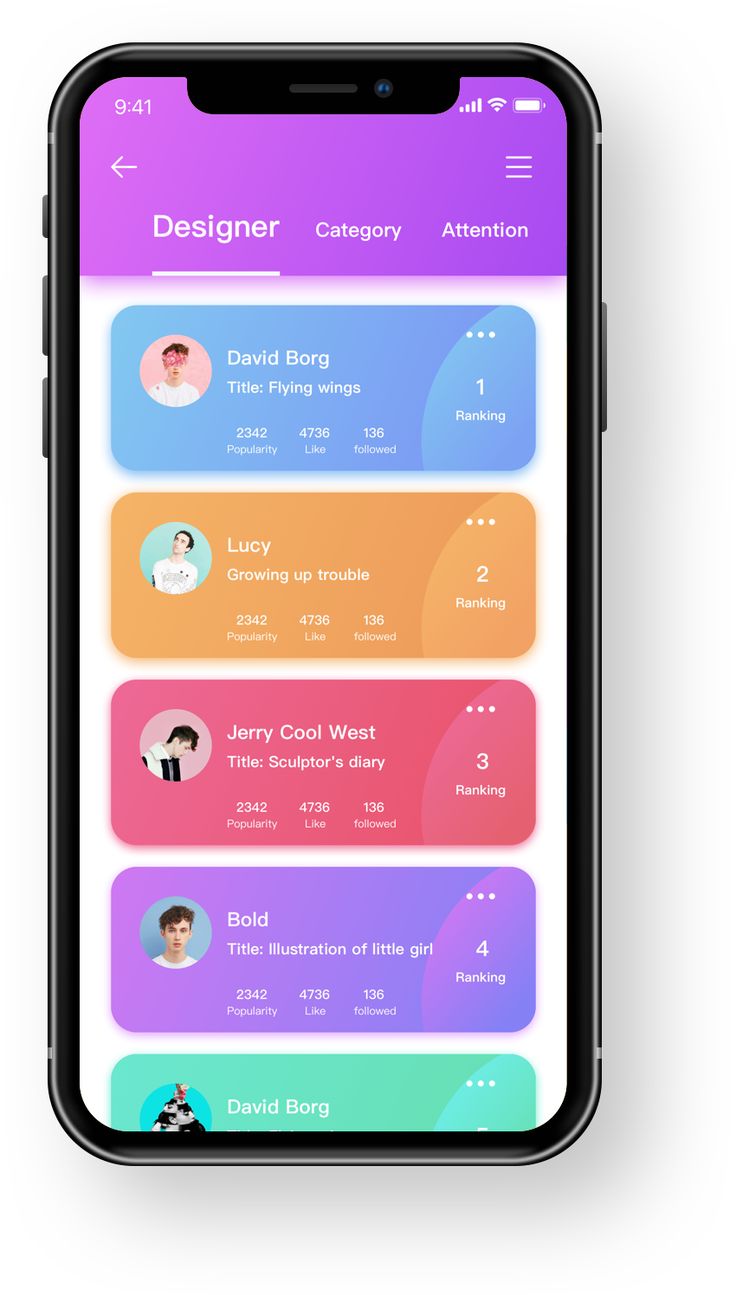 9:41
Designer Category Attention
David Borg
Title: Flying wings
1
Ranking
2342 4736 136
Popularity Like followed
Lucy
Growing up trouble
2
Ranking
2342 4736 136
Popularity Like followed
Jerry Cool West
Title: Sculptor's diary
3
Ranking
2342 4736 136
Popularity Like followed
Bold
Title: Illustration of little girl
4
Ranking
2342 4736 136
Popularity Like followed
David Borg